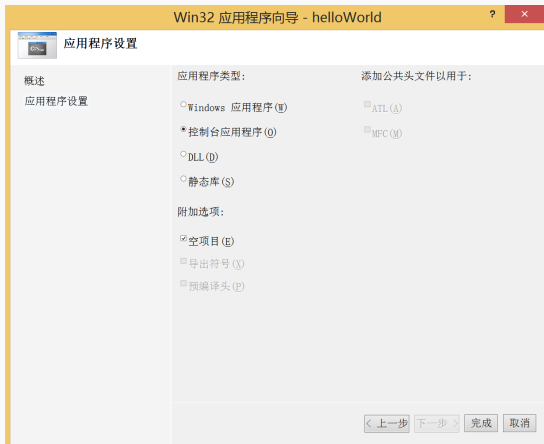 Win32 应用程序向导 - helloWorld
? ×
C:\_
应用程序设置
概述
应用程序设置
应用程序类型:
Windows 应用程序(W)
控制台应用程序(O)
DLL(D)
静态库(S)
附加选项:
空项目(E)
导出符号(X)
预编译头(P)
添加公共头文件以用于:
ATL(A)
MFC(M)
< 上一步 下一步 > 完成 取消